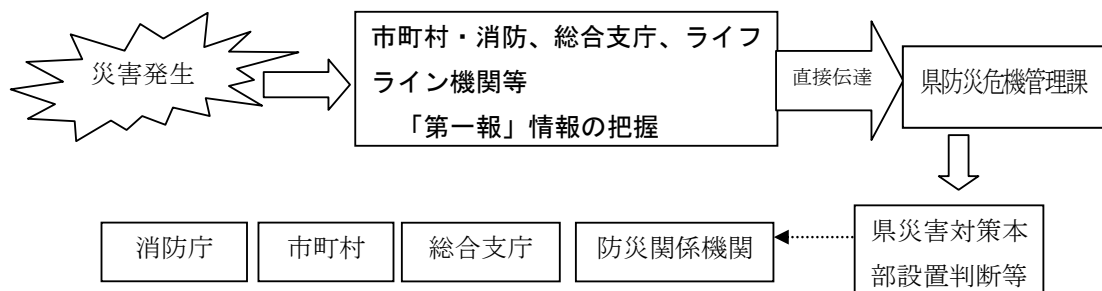 災害発生
市町村・消防、総合支庁、ライフ
ライン機関等
「第一報」情報の把握
直接伝達
県防災危機管理課
消防庁
市町村
総合支庁
防災関係機関
県災害対策本
部設置判断等